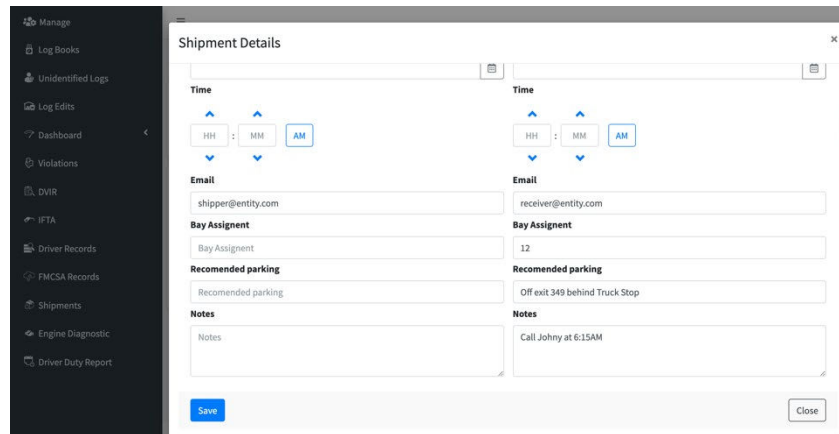 Manage
Log Books
Unidentified Logs
Log Edits
Dashboard
Violations
DVIR
IFTA
Driver Records
FMCSA Records
Shipments
Engine Diagnostic
Driver Duty Report
Shipment Details
×
Time
Time
HH : MM AM
HH : MM AM
Email
Email
shipper@entity.com
receiver@entity.com
Bay Assignent
Bay Assignent
Bay Assignent
12
Recomended parking
Recomended parking
Recomended parking
Off exit 349 behind Truck Stop
Notes
Notes
Notes
Call Johny at 6:15AM
Save
Close